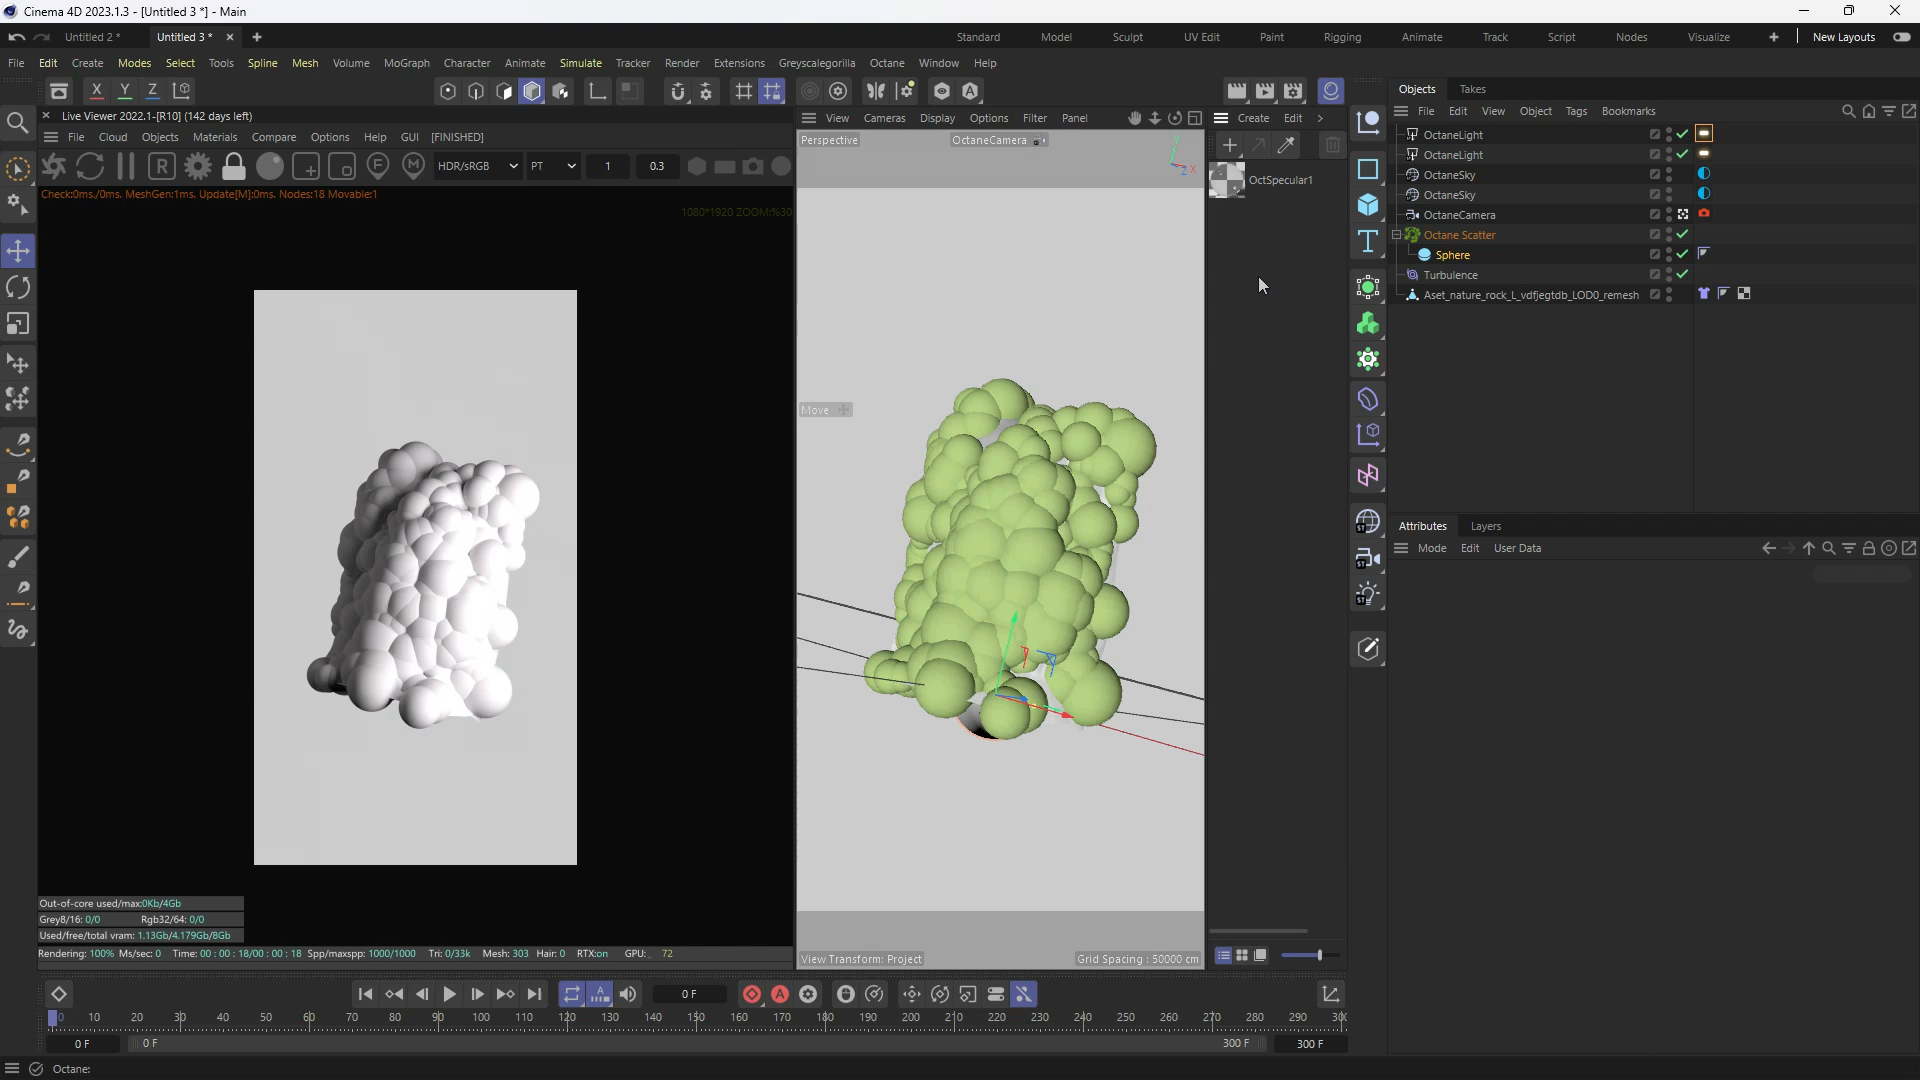 Cinema 4D 2023.1.3 - [Untitled 3 *] - Main
Untitled 2 *
Untitled 3 *
Standard Model Sculpt UV Edit Paint Rigging Animate Track Script Nodes Visualize New Layouts
File Edit Create Modes Select Tools Spline Mesh Volume MoGraph Character Animate Simulate Tracker Render Extensions Greyscalegorilla Octane Window Help
X Y Z
Live Viewer 2022.1-[R10] (142 days left)
File Cloud Objects Materials Compare Options Help GUI [FINISHED]
HDR/sRGB PT 1 0.3
Check:0ms./0ms. MeshGen:1ms. Update[M]:0ms. Nodes:18 Movable:1
1080*1920 ZOOM:%30
Out-of-core used/max:0Kb/4Gb
Grey8/16: 0/0 Rgb32/64: 0/0
Used/free/total vram: 1.13Gb/4.179Gb/8Gb
Rendering: 100% Ms/sec: 0 Time: 00 : 00 : 18/00 : 00 : 18 Spp/maxspp: 1000/1000 Tri: 0/33k Mesh: 303 Hair: 0 RTX:on GPU: 72
View Cameras Display Options Filter Panel
Perspective
OctaneCamera
Move
View Transform: Project
Grid Spacing : 50000 cm
Create Edit
OctSpecular1
Objects Takes
File Edit View Object Tags Bookmarks
OctaneLight
OctaneLight
OctaneSky
OctaneSky
OctaneCamera
Octane Scatter
Sphere
Turbulence
Aset_nature_rock_L_vdfjegtdb_LOD0_remesh
Attributes Layers
Mode Edit User Data
0 F
0 10 20 30 40 50 60 70 80 90 100 110 120 130 140 150 160 170 180 190 200 210 220 230 240 250 260 270 280 290 300
0 F 0 F 300 F 300 F
Octane: